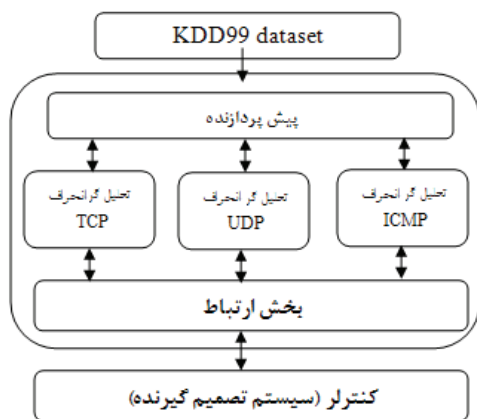 KDD99 dataset
پیش پردازنده
تحلیل گر انحراف
TCP
تحلیل گر انحراف
UDP
تحلیل گر انحراف
ICMP
بخش ارتباط
کنترلر (سیستم تصمیم گیرنده)